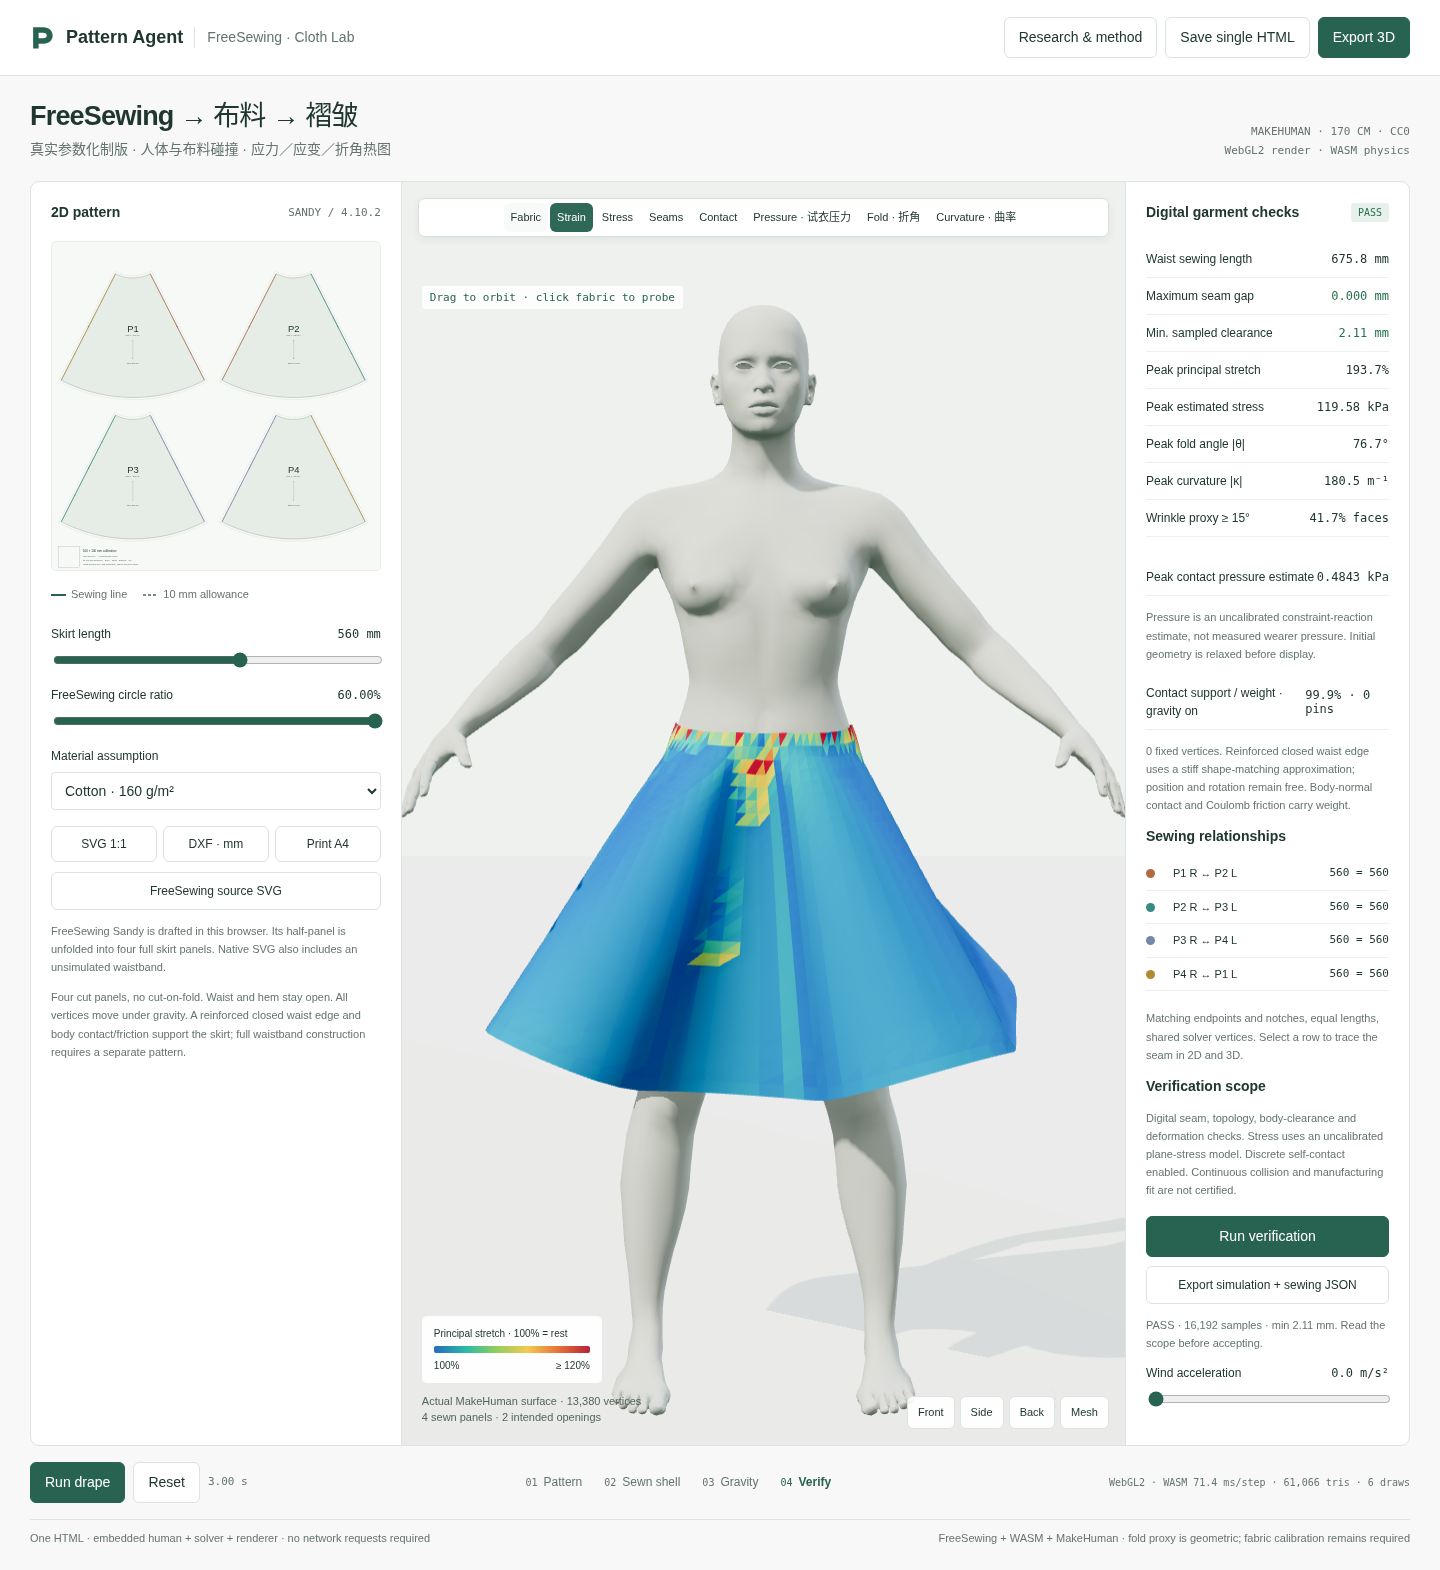 Pattern Agent
FreeSewing · Cloth Lab
Research & method
Save single HTML
Export 3D
FreeSewing → 布料 → 褶皱
真实参数化制版 · 人体与布料碰撞 · 应力／应变／折角热图
MAKEHUMAN · 170 CM · CC0
WebGL2 render · WASM physics
2D pattern
SANDY / 4.10.2
P1
P2
P3
P4
Sewing line
10 mm allowance
Skirt length
560 mm
FreeSewing circle ratio
60.00%
Material assumption
Cotton · 160 g/m²
SVG 1:1
DXF · mm
Print A4
FreeSewing source SVG
FreeSewing Sandy is drafted in this browser. Its half-panel is
unfolded into four full skirt panels. Native SVG also includes an
unsimulated waistband.
Four cut panels, no cut-on-fold. Waist and hem stay open. All
vertices move under gravity. A reinforced closed waist edge and
body contact/friction support the skirt; full waistband construction
requires a separate pattern.
Fabric
Strain
Stress
Seams
Contact
Pressure · 试衣压力
Fold · 折角
Curvature · 曲率
Drag to orbit · click fabric to probe
Principal stretch · 100% = rest
100%
≥ 120%
Actual MakeHuman surface · 13,380 vertices
4 sewn panels · 2 intended openings
Front
Side
Back
Mesh
Digital garment checks
PASS
Waist sewing length
675.8 mm
Maximum seam gap
0.000 mm
Min. sampled clearance
2.11 mm
Peak principal stretch
193.7%
Peak estimated stress
119.58 kPa
Peak fold angle |θ|
76.7°
Peak curvature |κ|
180.5 m⁻¹
Wrinkle proxy ≥ 15°
41.7% faces
Peak contact pressure estimate
0.4843 kPa
Pressure is an uncalibrated constraint-reaction
estimate, not measured wearer pressure. Initial
geometry is relaxed before display.
Contact support / weight ·
gravity on
99.9% · 0
pins
0 fixed vertices. Reinforced closed waist edge
uses a stiff shape-matching approximation;
position and rotation remain free. Body-normal
contact and Coulomb friction carry weight.
Sewing relationships
P1 R ↔ P2 L
560 = 560
P2 R ↔ P3 L
560 = 560
P3 R ↔ P4 L
560 = 560
P4 R ↔ P1 L
560 = 560
Matching endpoints and notches, equal lengths,
shared solver vertices. Select a row to trace the
seam in 2D and 3D.
Verification scope
Digital seam, topology, body-clearance and
deformation checks. Stress uses an uncalibrated
plane-stress model. Discrete self-contact
enabled. Continuous collision and manufacturing
fit are not certified.
Run verification
Export simulation + sewing JSON
PASS · 16,192 samples · min 2.11 mm. Read the
scope before accepting.
Wind acceleration
0.0 m/s²
Run drape
Reset
3.00 s
01 Pattern
02 Sewn shell
03 Gravity
04 Verify
WebGL2 · WASM 71.4 ms/step · 61,066 tris · 6 draws
One HTML · embedded human + solver + renderer · no network requests required
FreeSewing + WASM + MakeHuman · fold proxy is geometric; fabric calibration remains required